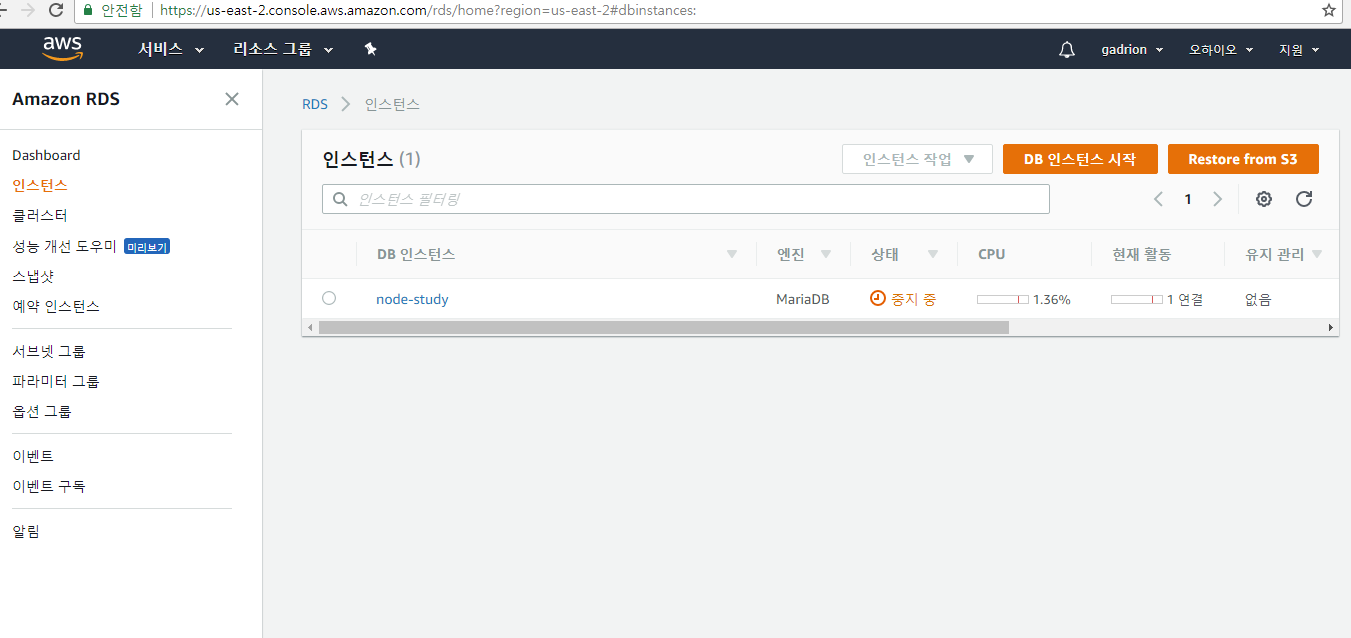 안전함 https://us-east-2.console.aws.amazon.com/rds/home?region=us-east-2#dbinstances:
aws 서비스 리소스 그룹 gadrion 오하이오 지원
Amazon RDS
Dashboard
인스턴스
클러스터
성능 개선 도우미 미리보기
스냅샷
예약 인스턴스
서브넷 그룹
파라미터 그룹
옵션 그룹
이벤트
이벤트 구독
알림
RDS 인스턴스
인스턴스 (1) 인스턴스 작업 DB 인스턴스 시작 Restore from S3
인스턴스 필터링 1
DB 인스턴스 엔진 상태 CPU 현재 활동 유지 관리
node-study MariaDB 중지 중 1.36% 1 연결 없음